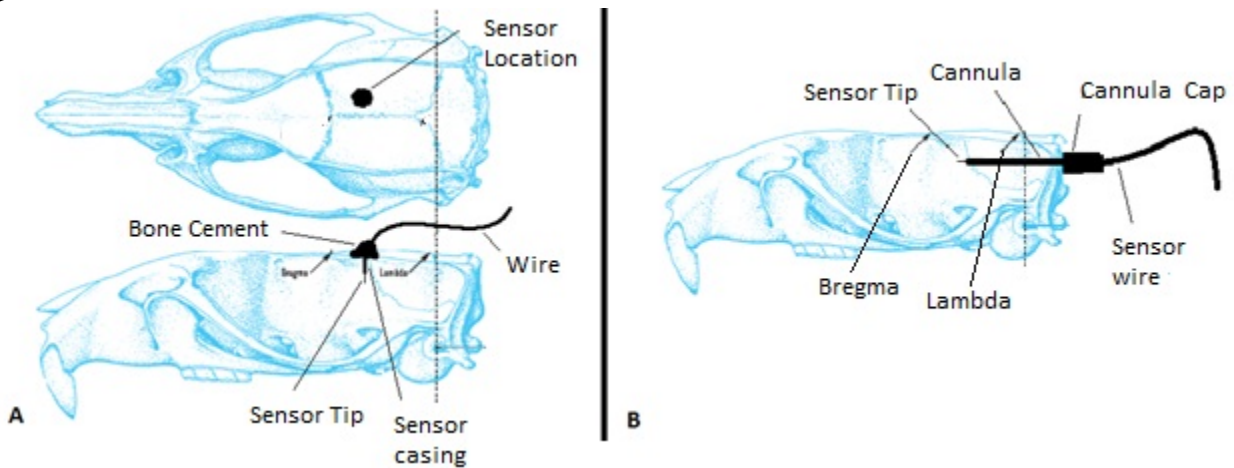 Sensor
Location
Bone Cement
Wire
Bregma
Lambda
Sensor Tip
Sensor
casing
A
Cannula
Sensor Tip
Cannula Cap
Bregma
Lambda
Sensor
wire
B